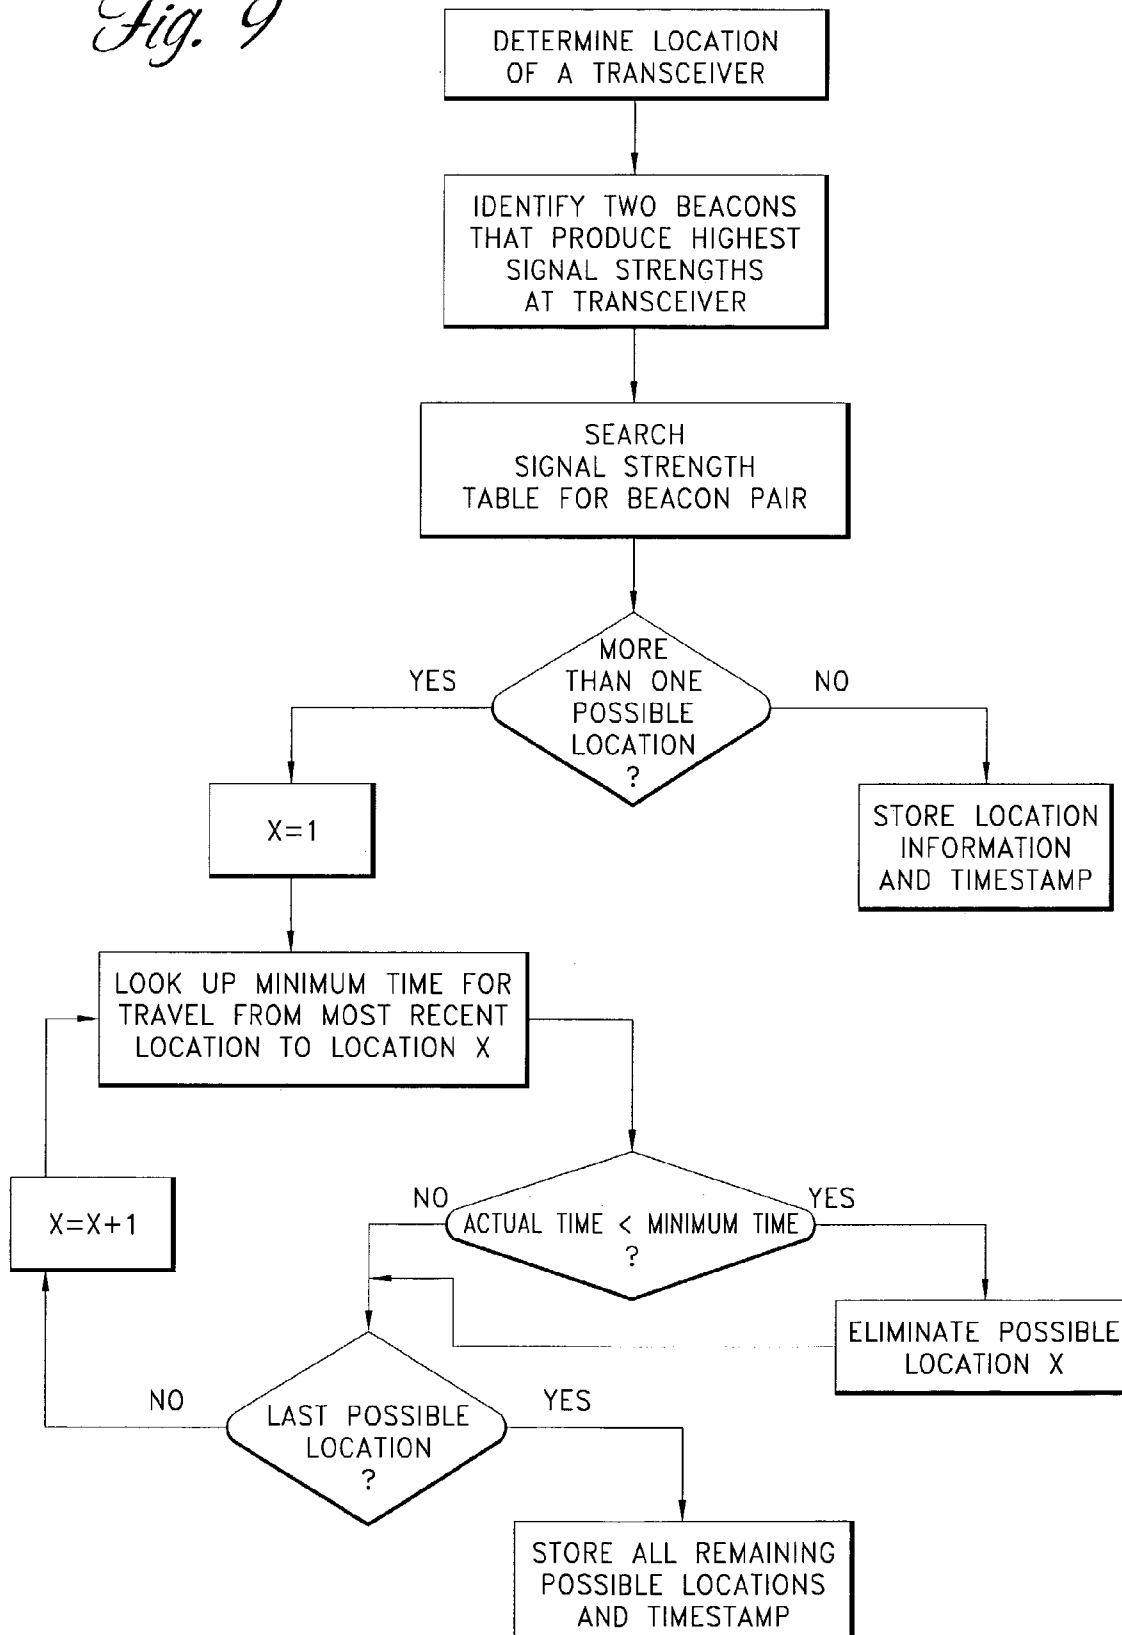 Fig. 9
DETERMINE LOCATION
OF A TRANSCEIVER
IDENTIFY TWO BEACONS
THAT PRODUCE HIGHEST
SIGNAL STRENGTHS
AT TRANSCEIVER
SEARCH
SIGNAL STRENGTH
TABLE FOR BEACON PAIR
MORE
THAN ONE
POSSIBLE
LOCATION
?
YES
NO
X=1
STORE LOCATION
INFORMATION
AND TIMESTAMP
LOOK UP MINIMUM TIME FOR
TRAVEL FROM MOST RECENT
LOCATION TO LOCATION X
X=X+1
NO
YES
ACTUAL TIME < MINIMUM TIME
?
ELIMINATE POSSIBLE
LOCATION X
NO
YES
LAST POSSIBLE
LOCATION
?
STORE ALL REMAINING
POSSIBLE LOCATIONS
AND TIMESTAMP